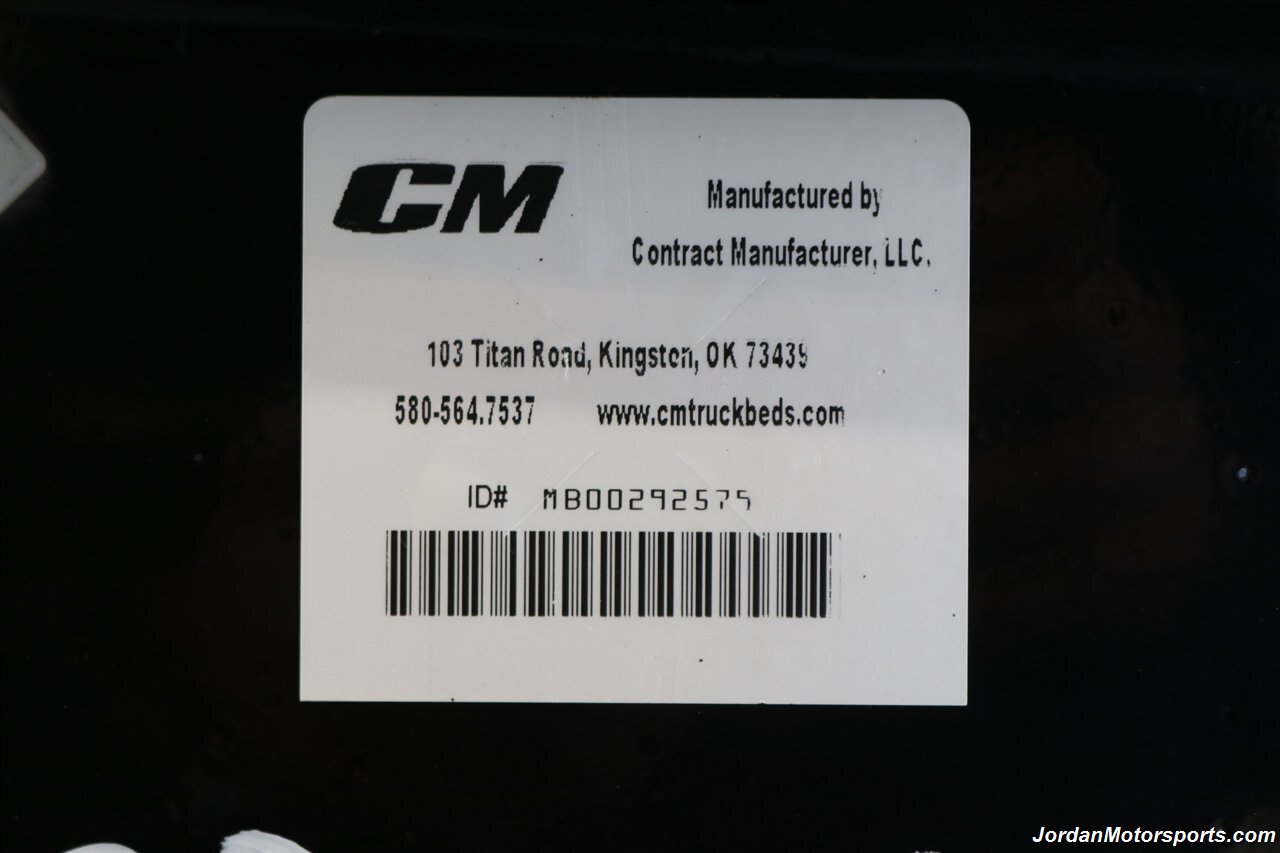 CM
Manufactured by
Contract Manufacturer, LLC.
103 Titan Road, Kingston, OK 73439
580-564.7537 www.cmtruckbeds.com
ID# MB00292575
JordanMotorsports.com